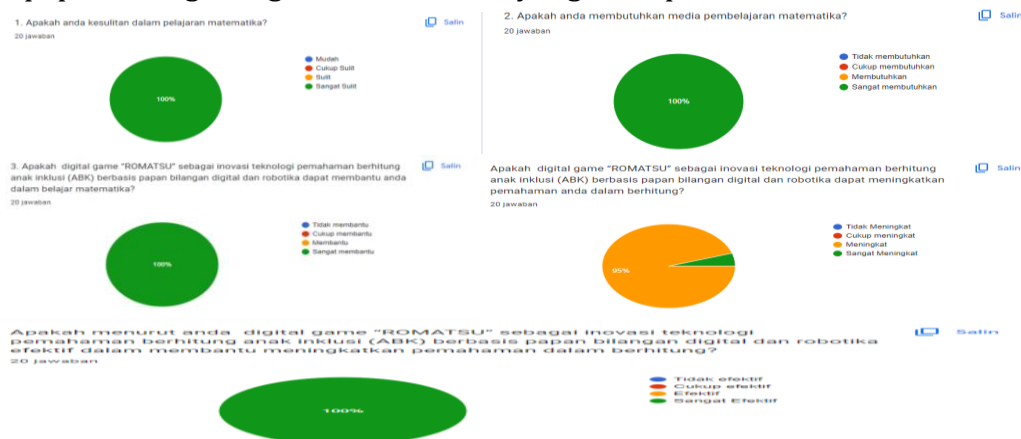 1. Apakah anda kesulitan dalam pelajaran matematika?
Salin
20 jawaban
Mudah
Cukup Sulit
Sulit
Sangat Sulit
100%
2. Apakah anda membutuhkan media pembelajaran matematika?
Salin
20 jawaban
Tidak membutuhkan
Cukup membutuhkan
Membutuhkan
Sangat membutuhkan
100%
3. Apakah digital game "ROMATSU" sebagai inovasi teknologi pemahaman berhitung
anak inklusi (ABK) berbasis papan bilangan digital dan robotika dapat membantu anda
dalam belajar matematika?
Salin
20 jawaban
Tidak membantu
Cukup membantu
Membantu
Sangat membantu
100%
Apakah digital game "ROMATSU" sebagai inovasi teknologi pemahaman berhitung
anak inklusi (ABK) berbasis papan bilangan digital dan robotika dapat meningkatkan
pemahaman anda dalam berhitung?
Salin
20 jawaban
Tidak Meningkat
Cukup meningkat
Meningkat
Sangat Meningkat
95%
Apakah menurut anda digital game "ROMATSU" sebagai inovasi teknologi
pemahaman berhitung anak inklusi (ABK) berbasis papan bilangan digital dan robotika
efektif dalam membantu meningkatkan pemahaman dalam berhitung?
Salin
20 jawaban
Tidak efektif
Cukup efektif
Efektif
Sangat Efektif
100%